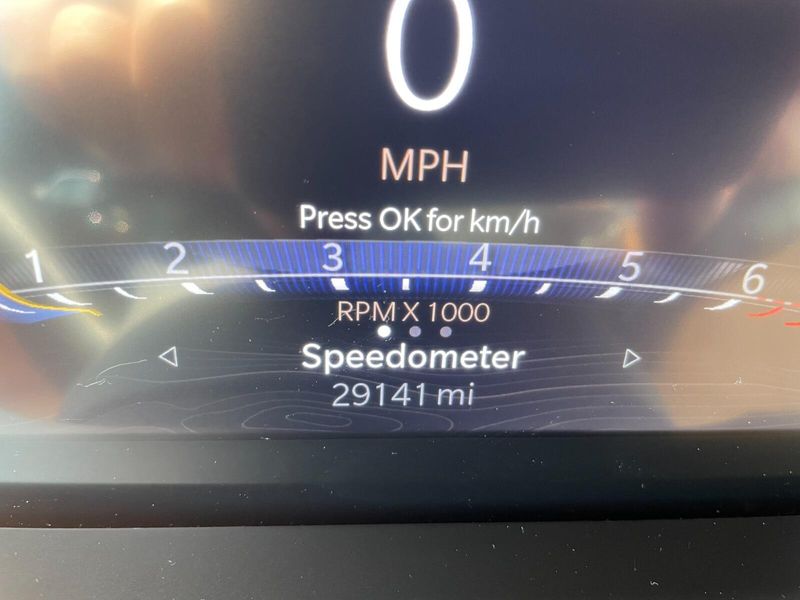 0
MPH
Press OK for km/h
1 2 3 4 5 6
RPM X 1000
Speedometer
29141 mi